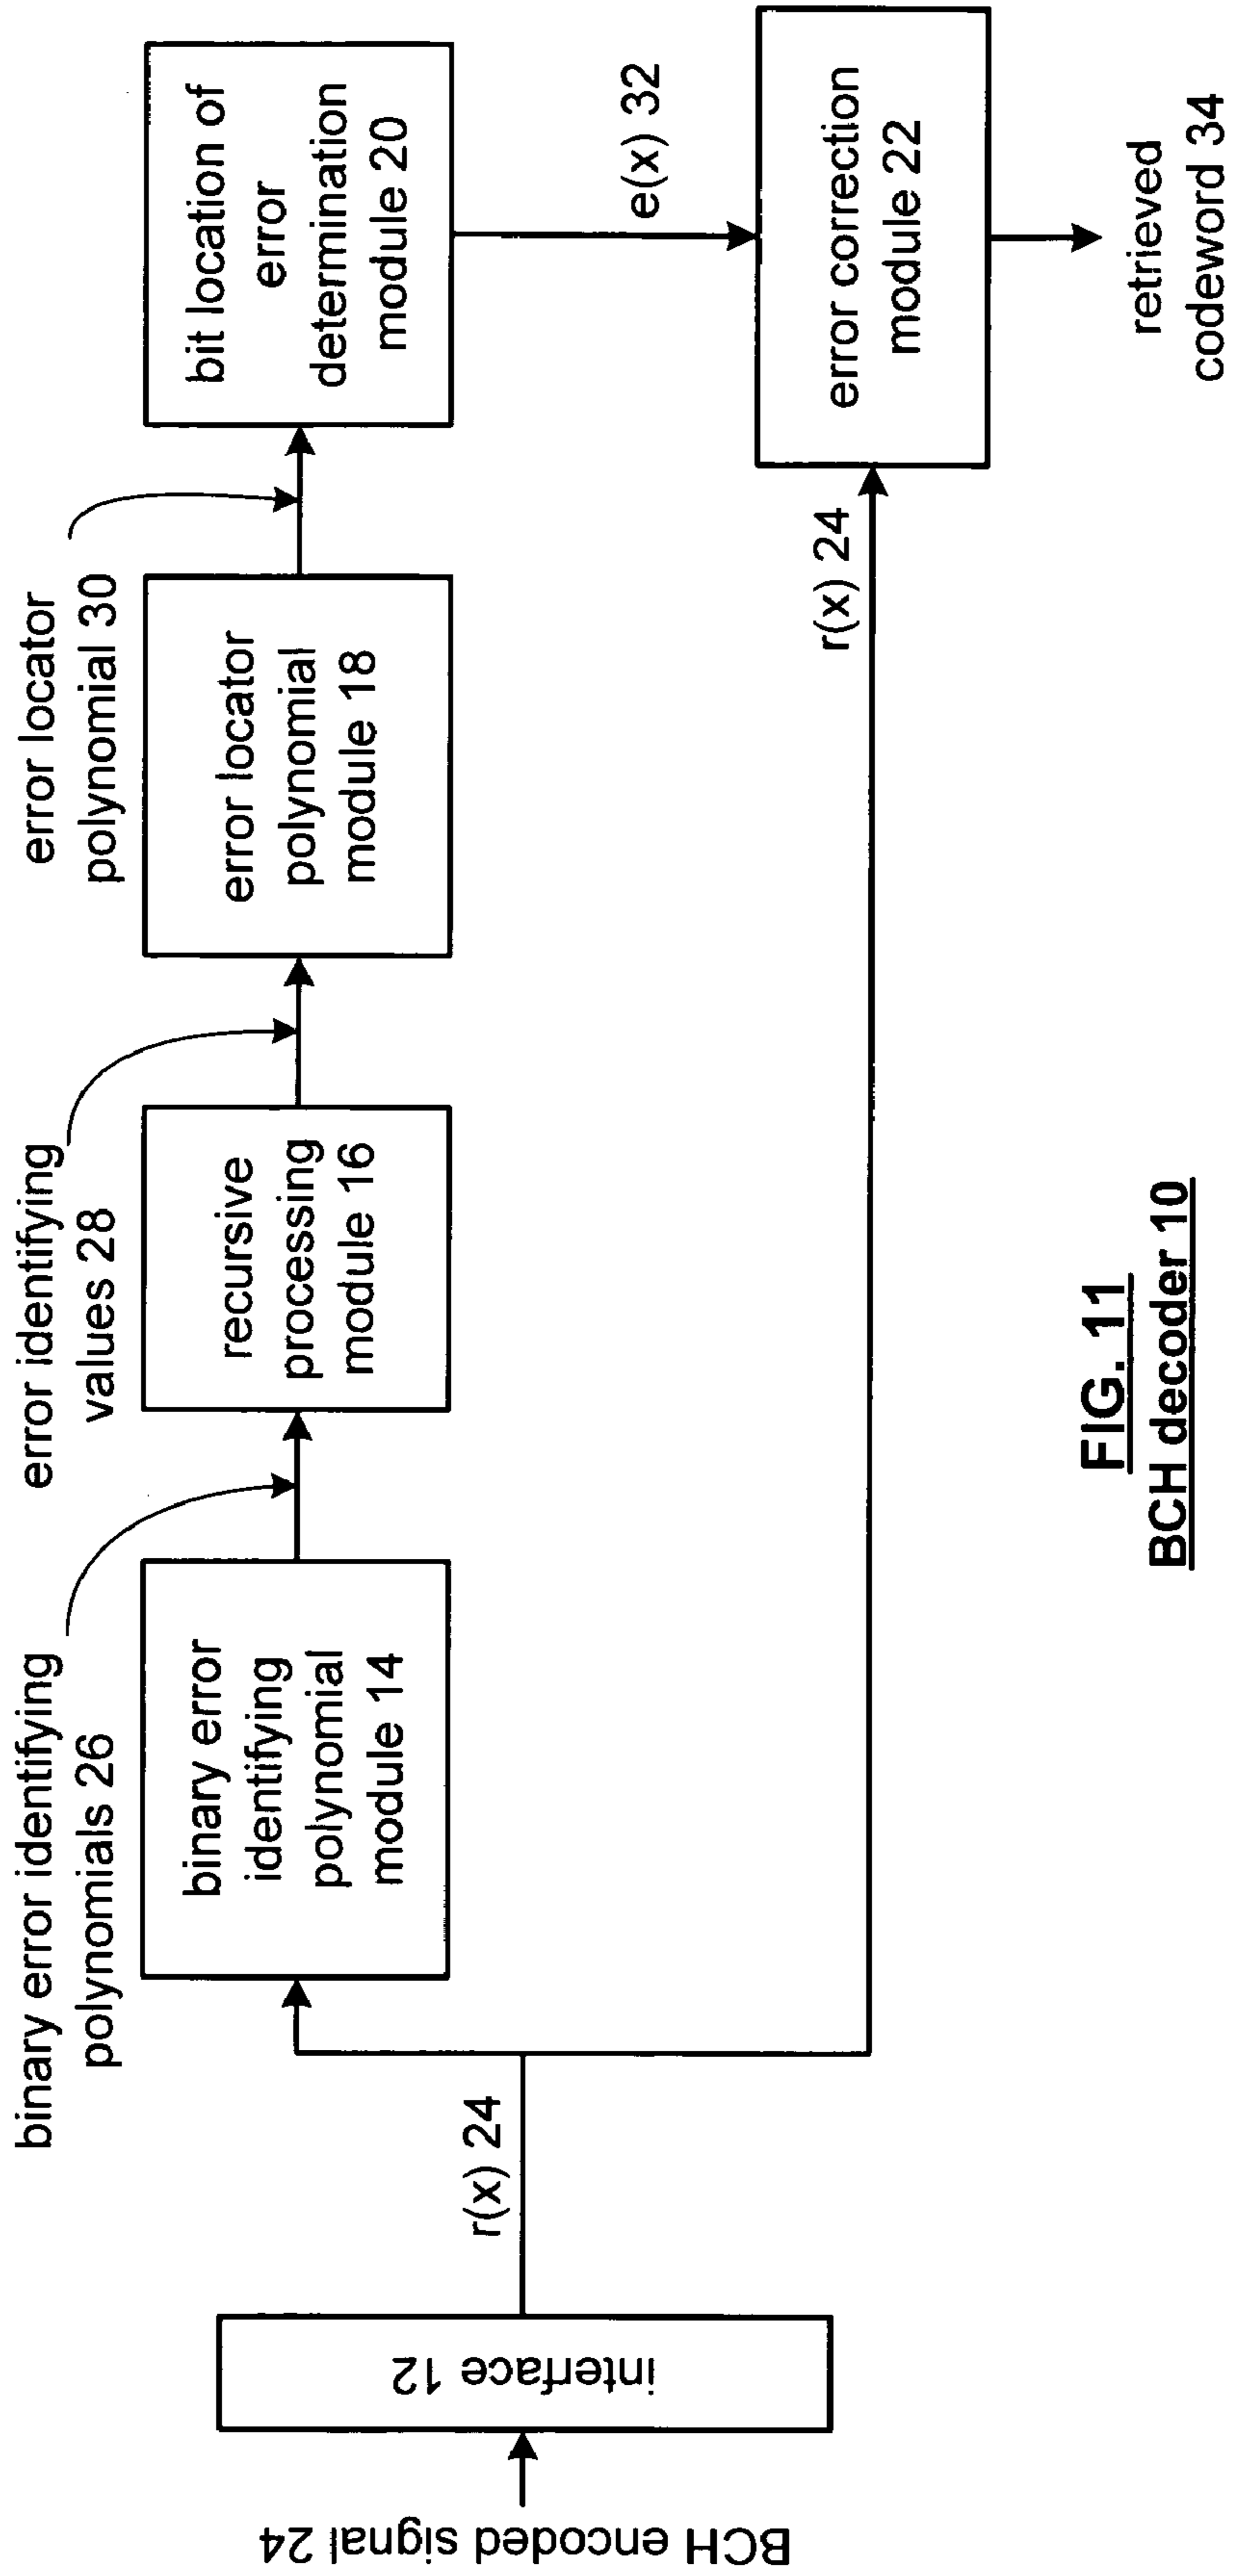 BCH encoded signal 24
interface 12
r(x) 24
binary error identifying
polynomials 26
binary error
identifying
polynomial
module 14
error identifying
values 28
recursive
processing
module 16
error locator
polynomial 30
error locator
polynomial
module 18
bit location of
error
determination
module 20
e(x) 32
r(x) 24
error correction
module 22
retrieved
codeword 34
FIG. 11
BCH decoder 10